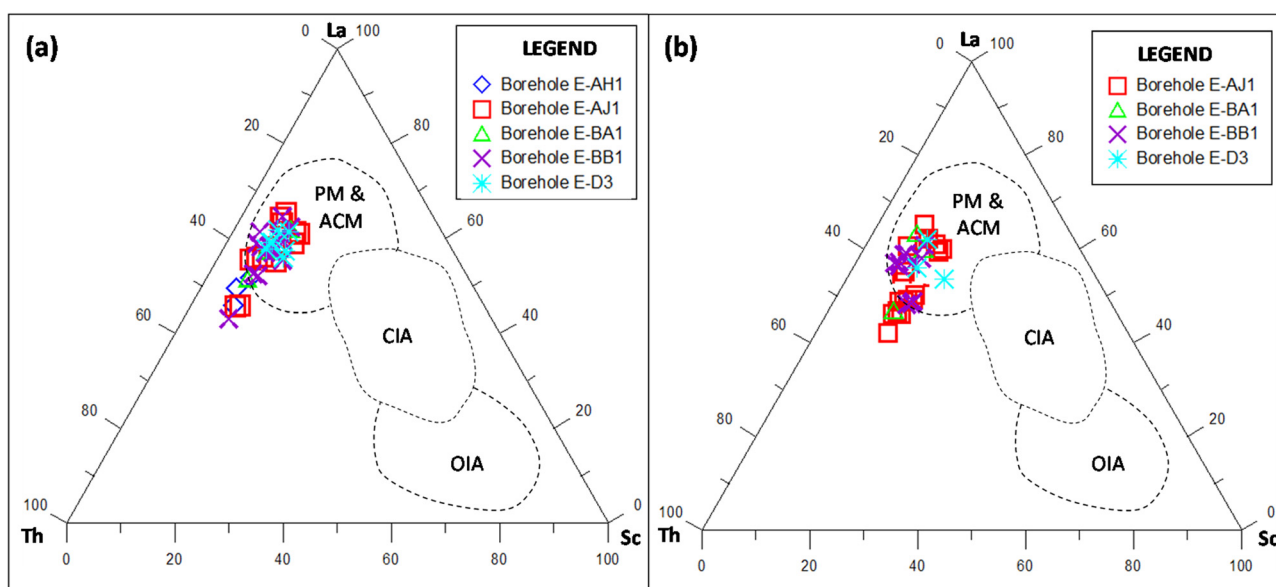 (a)
La
0 100
LEGEND
Borehole E-AH1
Borehole E-AJ1
Borehole E-BA1
Borehole E-BB1
Borehole E-D3
20 80
PM &
ACM
40 60
CIA
60 40
80 20
OIA
100 0
Th Sc
0 20 40 60 80 100
(b)
La
0 100
LEGEND
Borehole E-AJ1
Borehole E-BA1
Borehole E-BB1
Borehole E-D3
20 80
PM &
ACM
40 60
CIA
60 40
80 20
OIA
100 0
Th Sc
0 20 40 60 80 100